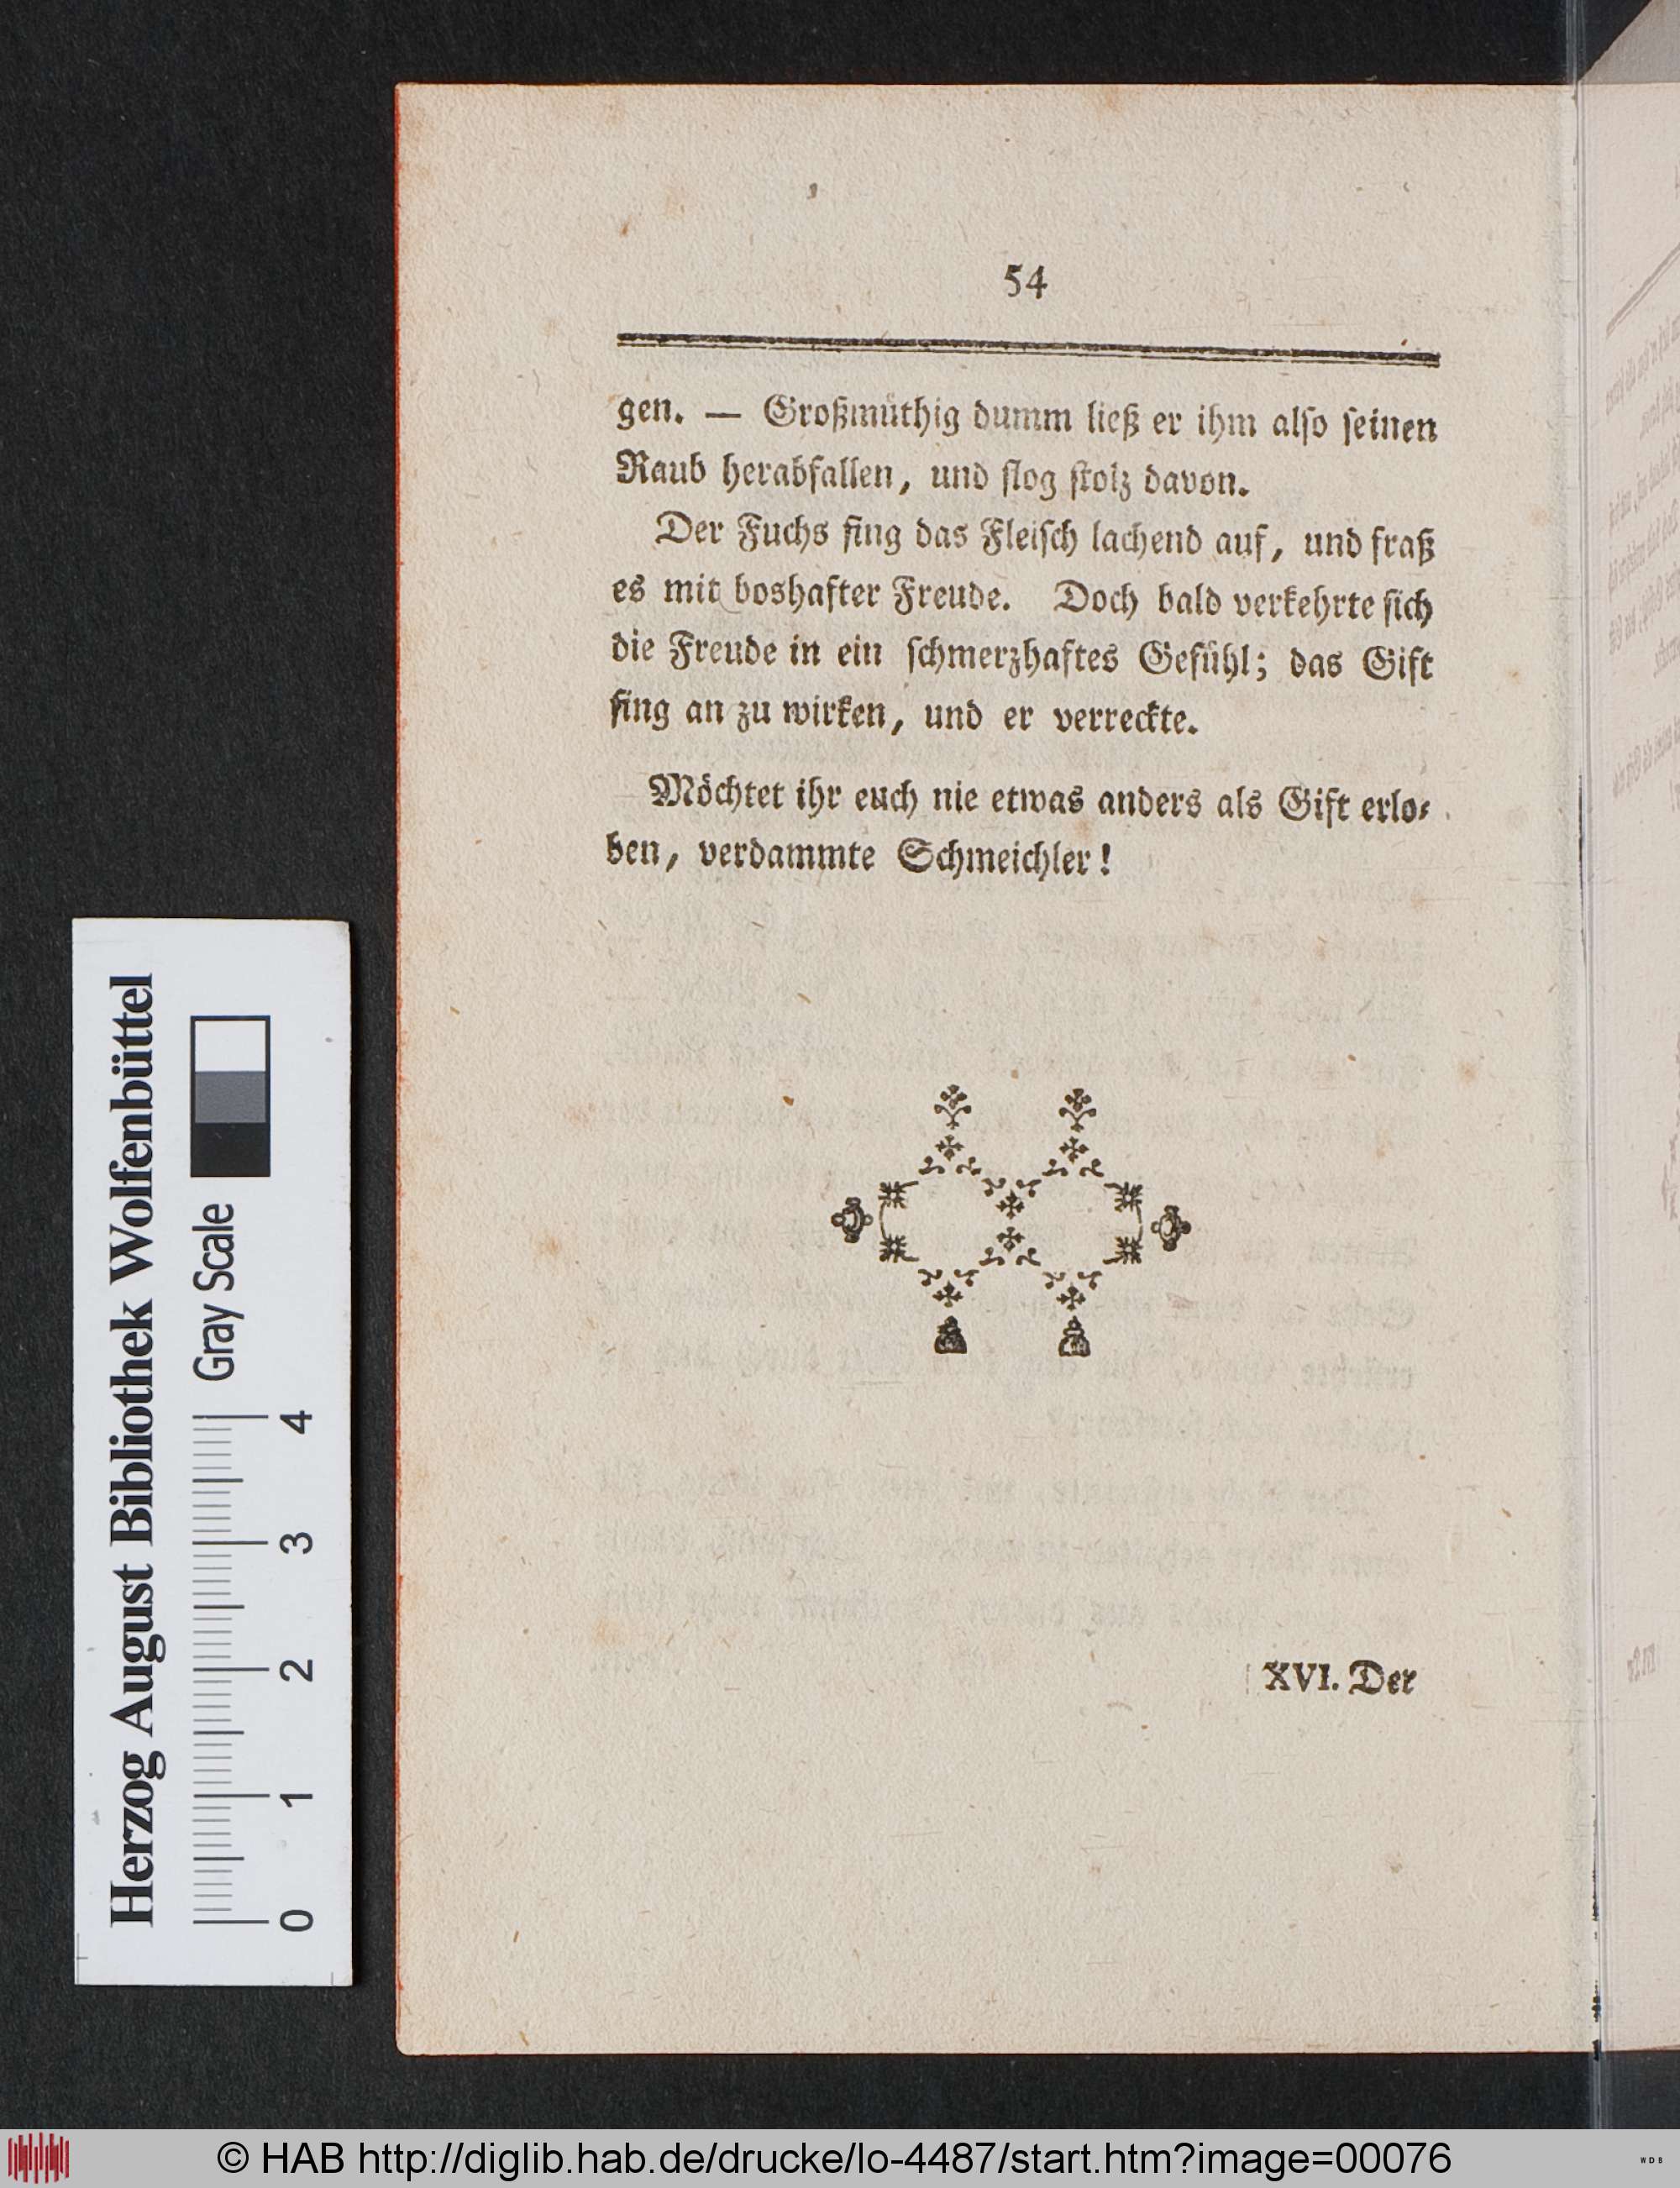 54
gen. — Großmüthig dumm ließ er ihm also seinen
Raub herabfallen, und flog stolz davon.
Der Fuchs fing das Fleisch lachend auf, und fraß
es mit boshafter Freude. Doch bald verkehrte sich
die Freude in ein schmerzhaftes Gefühl; das Gift
fing an zu wirken, und er verreckte.
Möchtet ihr euch nie etwas anders als Gift erlo-
ben, verdammte Schmeichler!
XVI. Der
Herzog August Bibliothek Wolfenbüttel
Gray Scale
0 1 2 3 4
© HAB http://diglib.hab.de/drucke/lo-4487/start.htm?image=00076
WDB